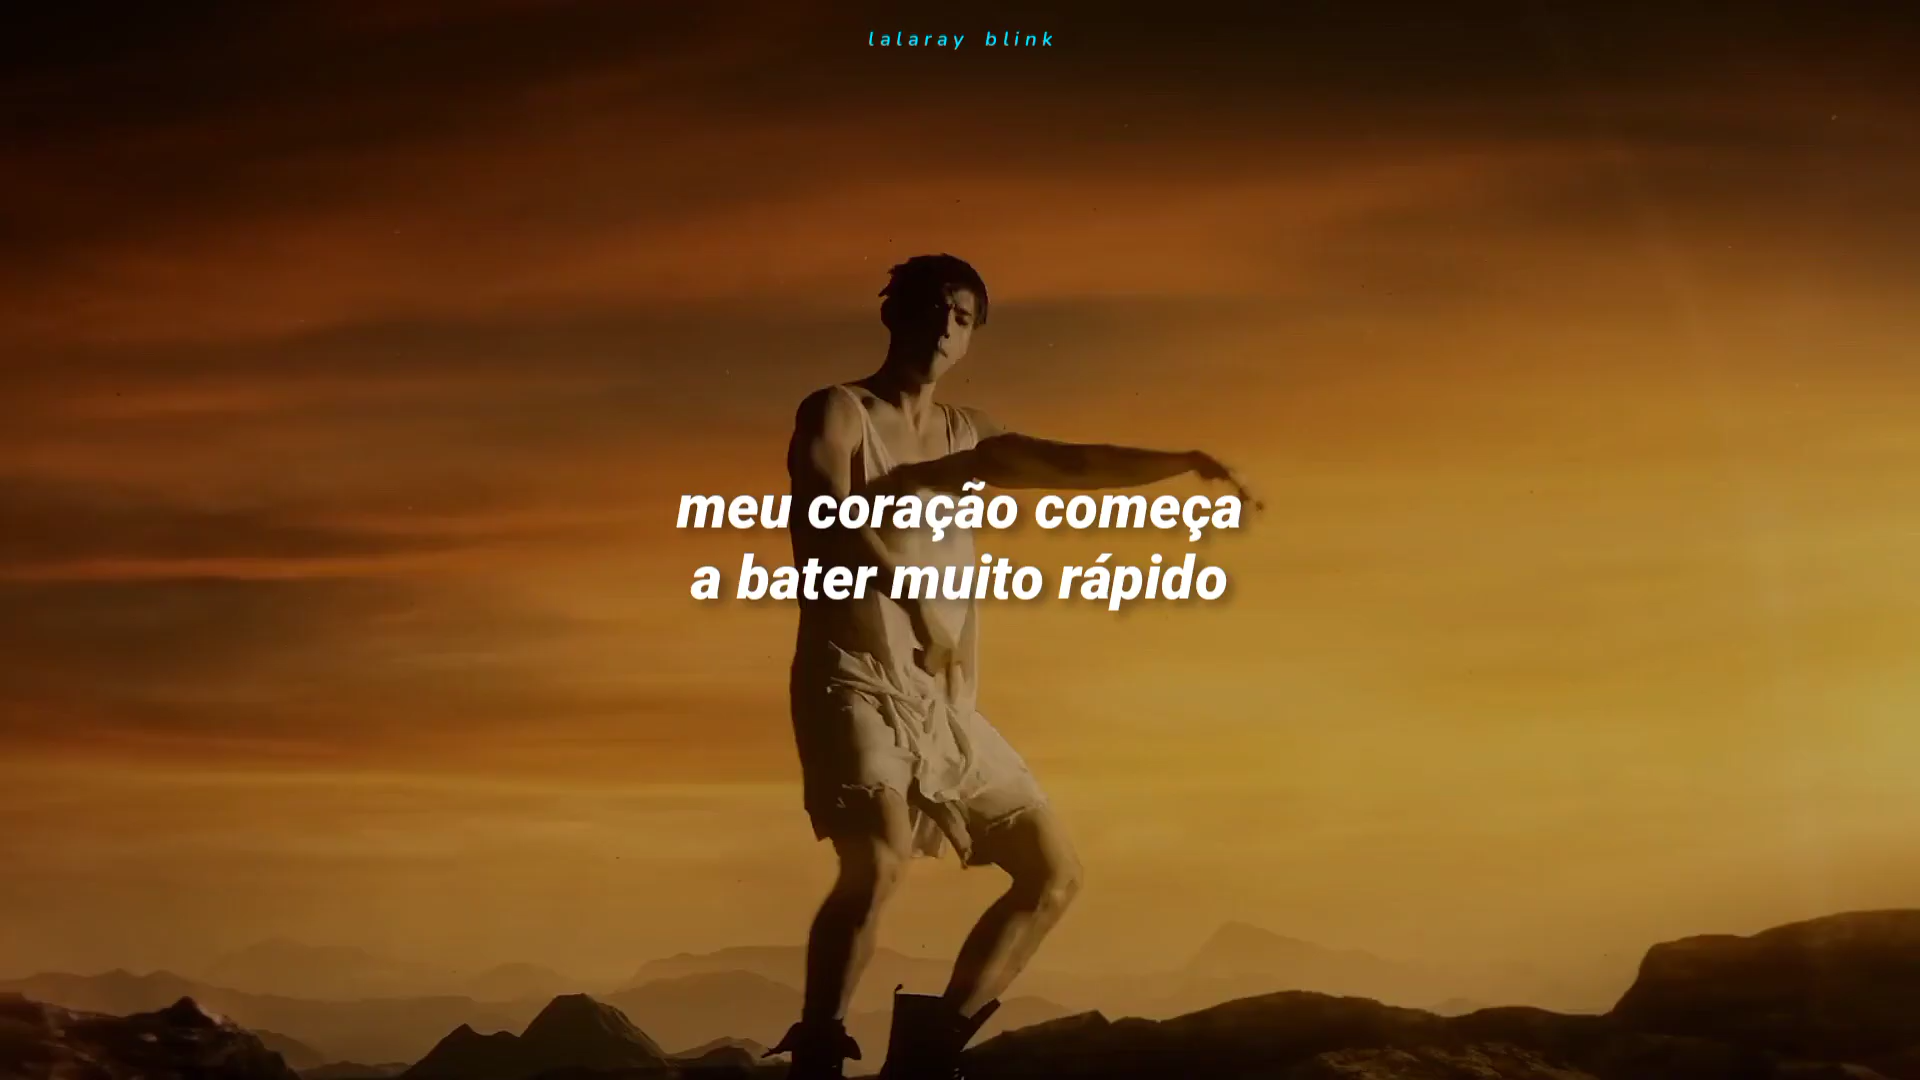 lalaray blink
meu coração começa
a bater muito rápido